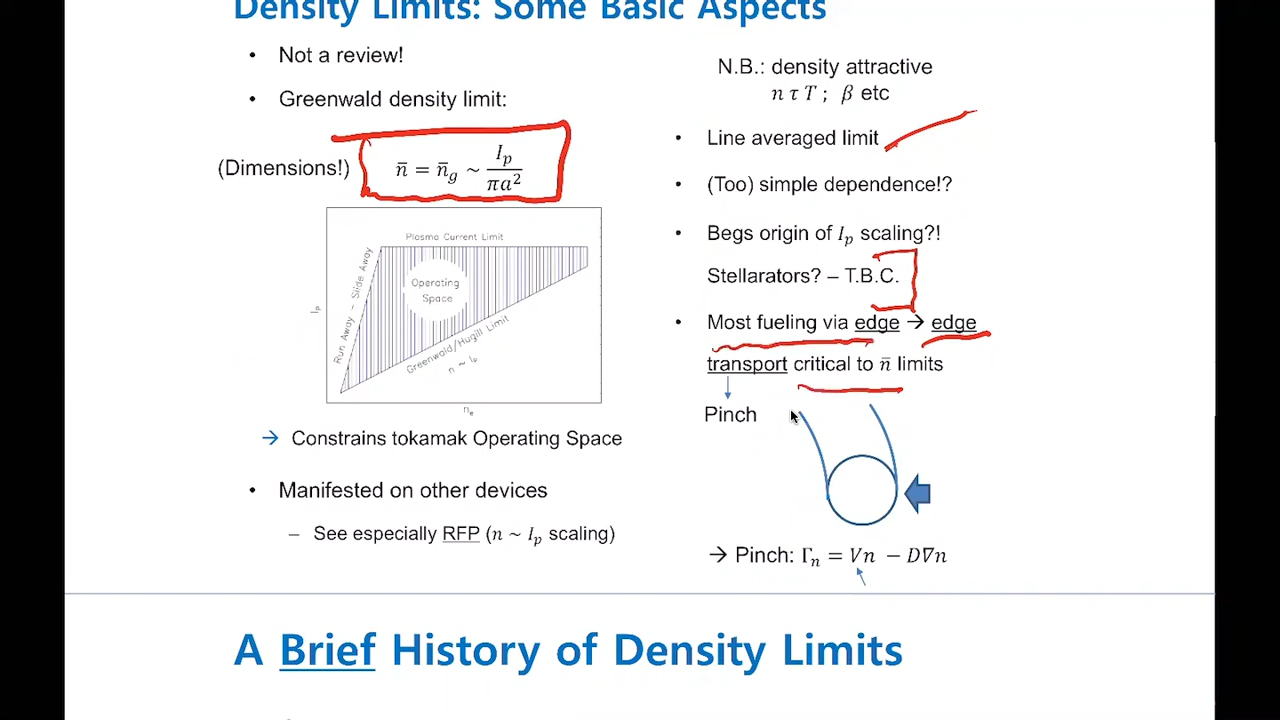 Density Limits: Some Basic Aspects
• Not a review!
• Greenwald density limit:
(Dimensions!) n̄ = n̄_g ~ I_p / πa²
Plasma Current Limit
Run Away – Slide Away
Operating
Space
Greenwald/Hugill Limit
n ~ I_p
I_p
n_e
→ Constrains tokamak Operating Space
• Manifested on other devices
– See especially RFP (n ~ I_p scaling)
N.B.: density attractive
n τ T ; β etc
• Line averaged limit
• (Too) simple dependence!?
• Begs origin of I_p scaling?!
Stellarators? – T.B.C.
• Most fueling via edge → edge
transport critical to n̄ limits
Pinch
→ Pinch: Γ_n = Vn − D∇n
A Brief History of Density Limits